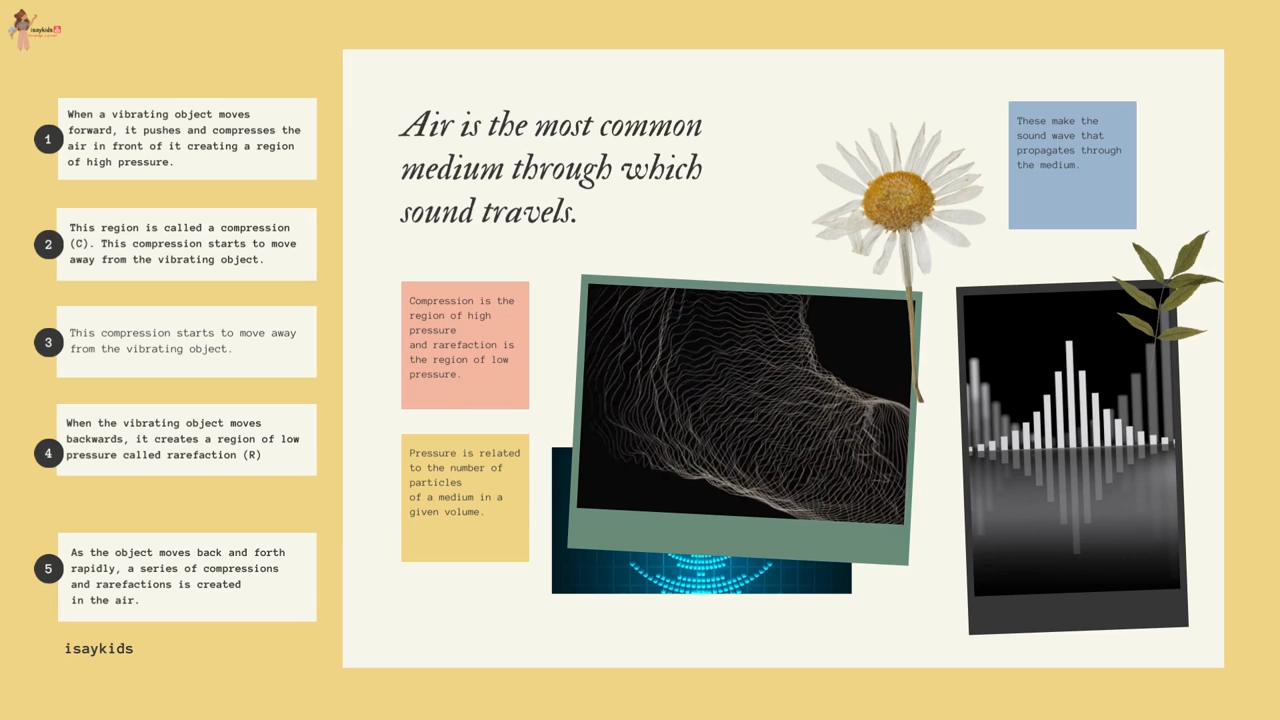 isaykids
1
When a vibrating object moves
forward, it pushes and compresses the
air in front of it creating a region
of high pressure.
2
This region is called a compression
(C). This compression starts to move
away from the vibrating object.
3
This compression starts to move away
from the vibrating object.
4
When the vibrating object moves
backwards, it creates a region of low
pressure called rarefaction (R)
5
As the object moves back and forth
rapidly, a series of compressions
and rarefactions is created
in the air.
isaykids
Air is the most common
medium through which
sound travels.
These make the
sound wave that
propagates through
the medium.
Compression is the
region of high
pressure
and rarefaction is
the region of low
pressure.
Pressure is related
to the number of
particles
of a medium in a
given volume.